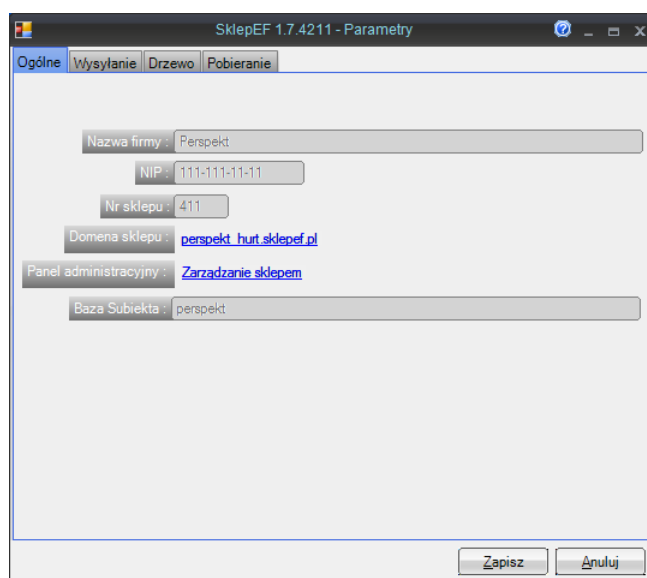 SklepEF 1.7.4211 - Parametry
Ogólne Wysyłanie Drzewo Pobieranie
Nazwa firmy : Perspekt
NIP : 111-111-11-11
Nr sklepu : 411
Domena sklepu : perspekt_hurt.sklepef.pl
Panel administracyjny : Zarządzanie sklepem
Baza Subiekta : perspekt
Zapisz Anuluj